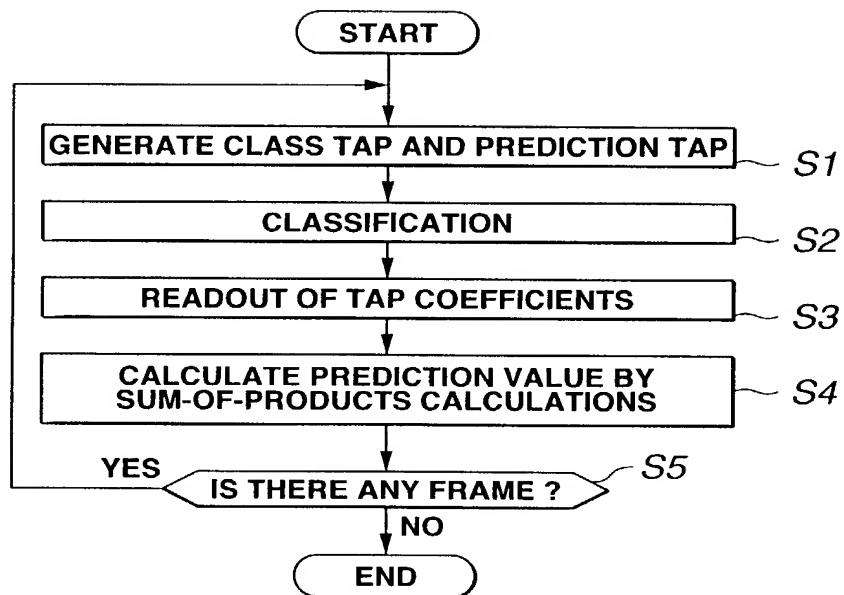 START
GENERATE CLASS TAP AND PREDICTION TAP
S1
CLASSIFICATION
S2
READOUT OF TAP COEFFICIENTS
S3
CALCULATE PREDICTION VALUE BY
SUM-OF-PRODUCTS CALCULATIONS
S4
YES
IS THERE ANY FRAME ?
S5
NO
END